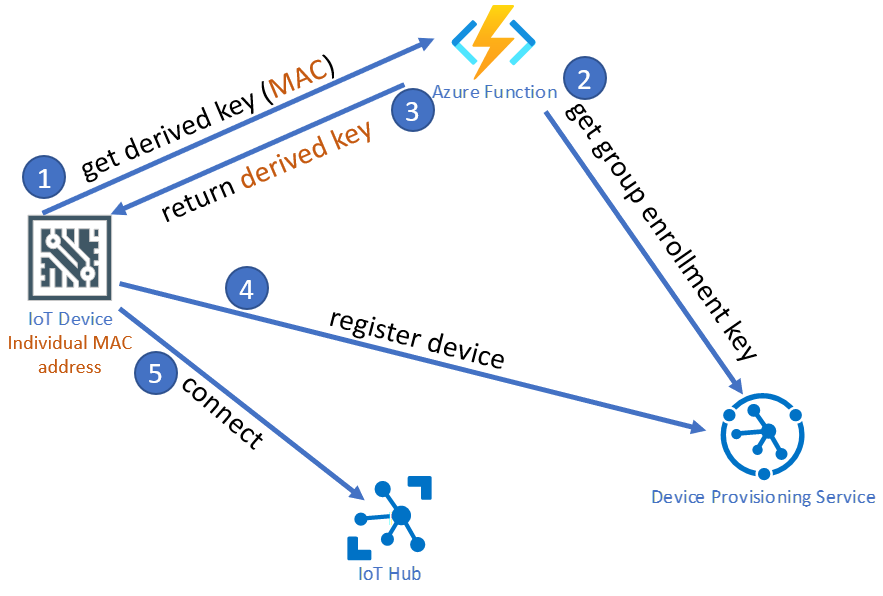 Azure Function
2
get derived key (MAC)
3
get group enrollment key
1
return derived key
IoT Device
Individual MAC
address
4
register device
5
connect
Device Provisioning Service
IoT Hub